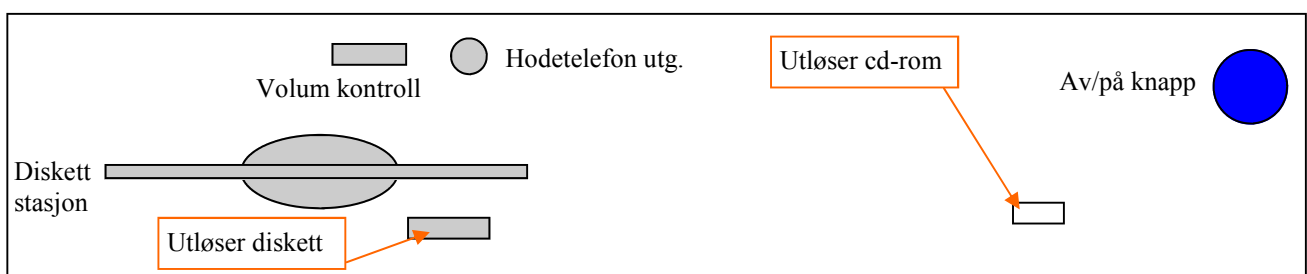 Hodetelefon utg.
Volum kontroll
Utløser cd-rom
Av/på knapp
Diskett
stasjon
Utløser diskett